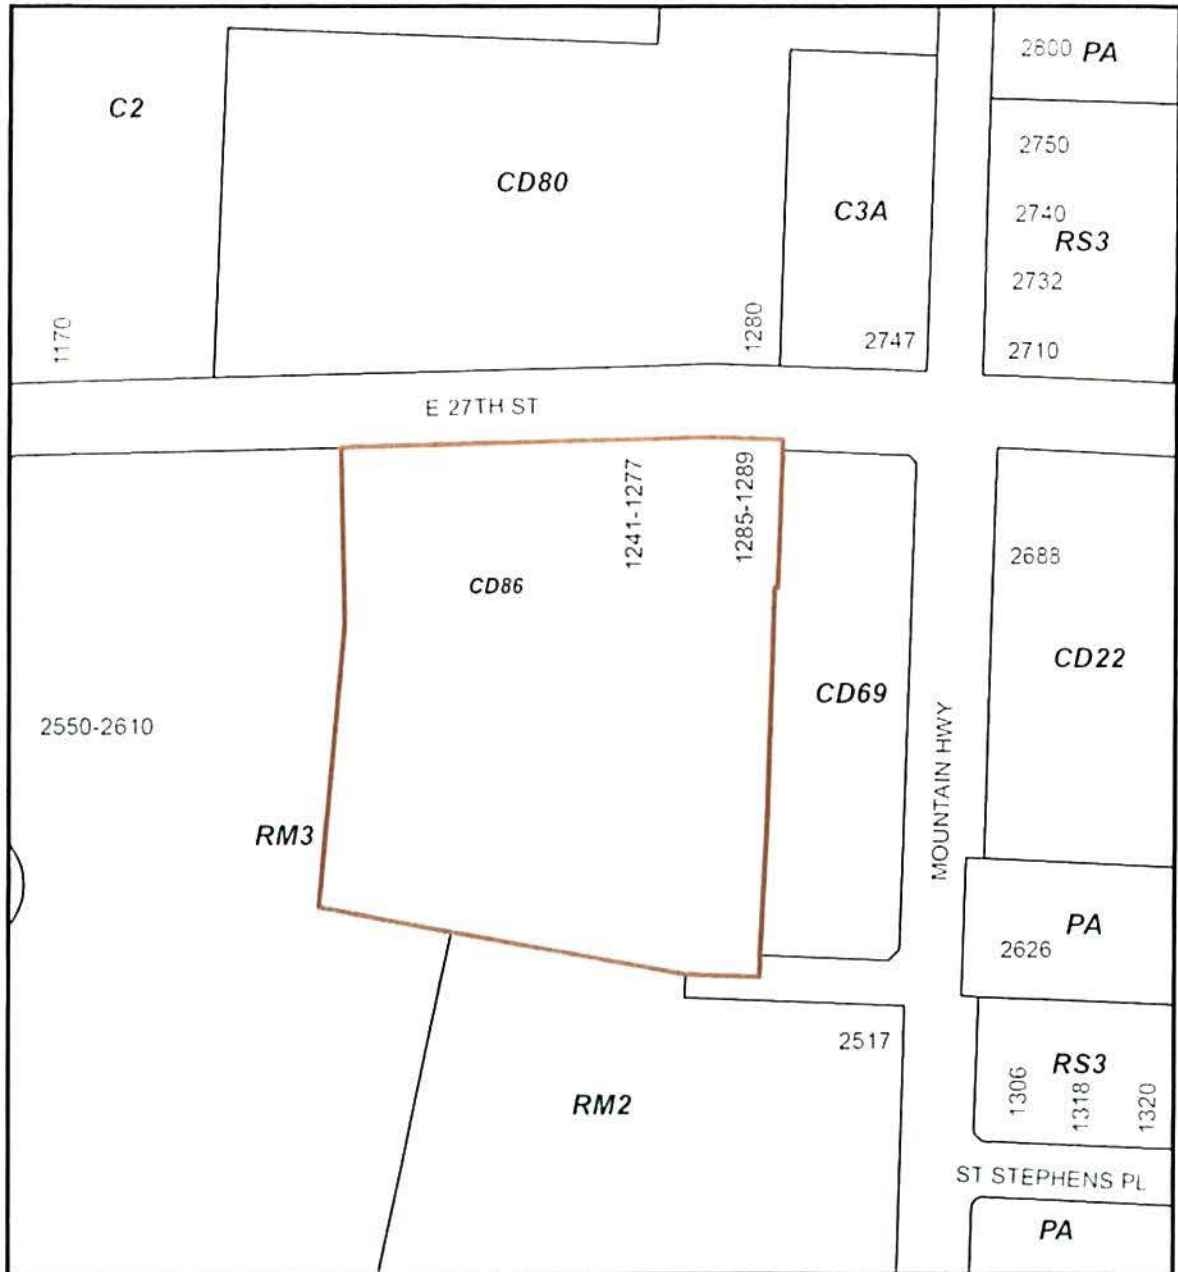 2800 PA
C2
2750
CD80
C3A
2740
RS3
2732
1170
1280
2747
2710
E 27TH ST
1241-1277
1285-1289
2688
CD86
CD22
CD69
2550-2610
MOUNTAIN HWY
RM3
PA
2626
2517
RS3
1306
1318
1320
RM2
ST STEPHENS PL
PA